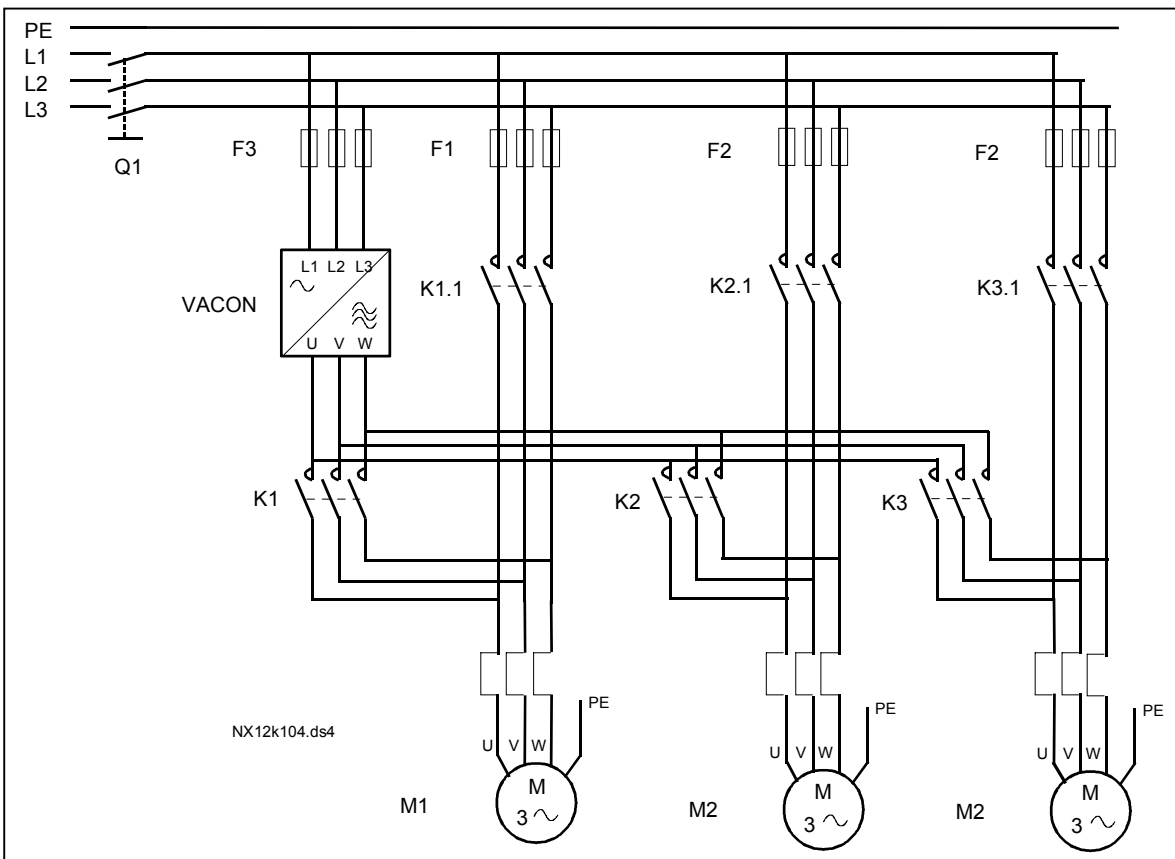 PE
L1
L2
L3
Q1
F3
F1
F2
F2
L1 L2 L3
VACON
U V W
K1.1
K2.1
K3.1
K1
K2
K3
NX12k104.ds4
PE
PE
PE
U V W
U V W
U V W
M1
M
3
M2
M
3
M2
M
3